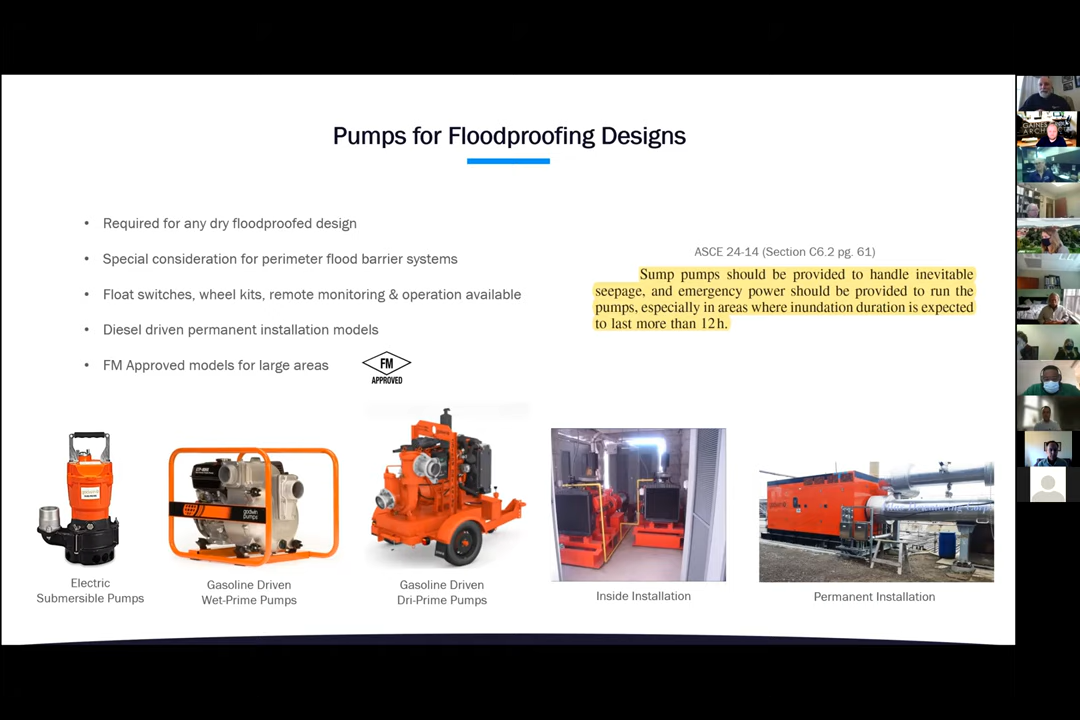 Pumps for Floodproofing Designs
• Required for any dry floodproofed design
• Special consideration for perimeter flood barrier systems
• Float switches, wheel kits, remote monitoring & operation available
• Diesel driven permanent installation models
• FM Approved models for large areas
FM
APPROVED
ASCE 24-14 (Section C6.2 pg. 61)
Sump pumps should be provided to handle inevitable
seepage, and emergency power should be provided to run the
pumps, especially in areas where inundation duration is expected
to last more than 12 h.
godwin
pumps
Electric
Submersible Pumps
Gasoline Driven
Wet-Prime Pumps
Gasoline Driven
Dri-Prime Pumps
Inside Installation
Permanent Installation